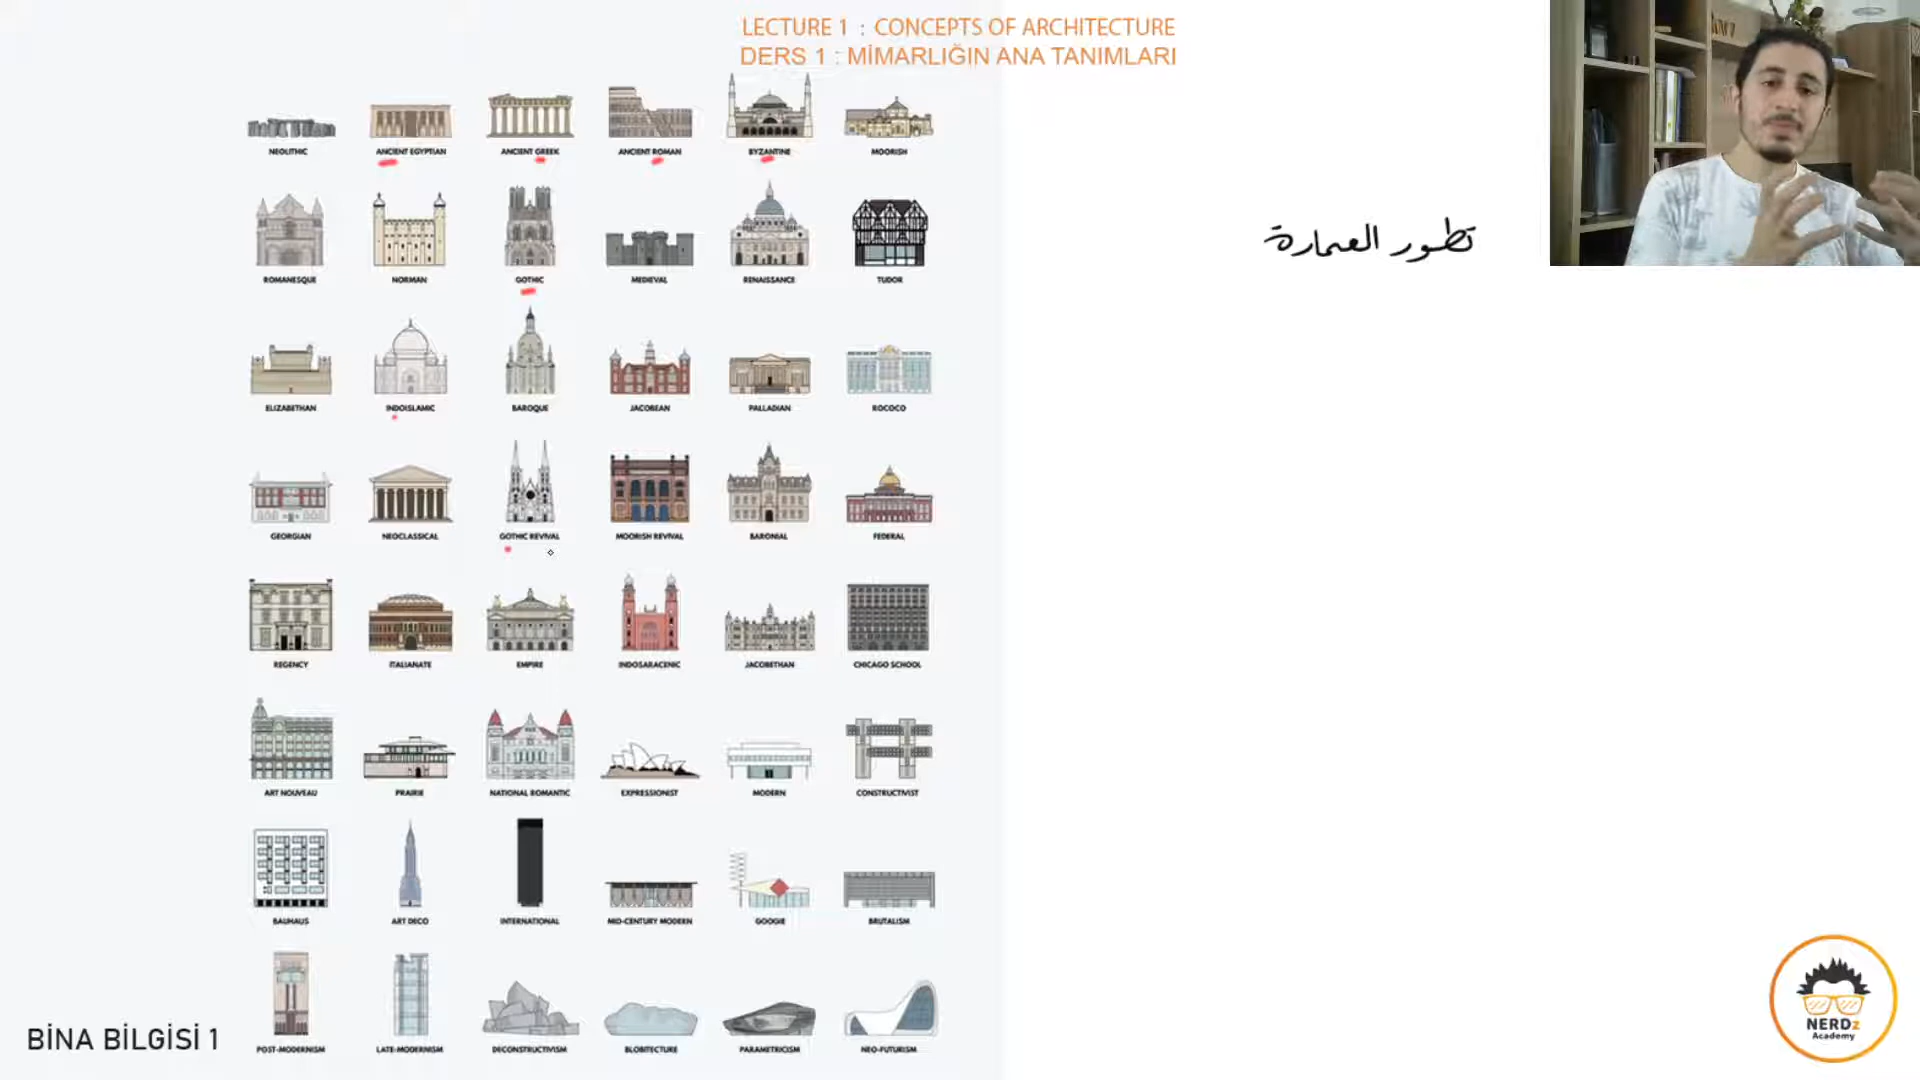 LECTURE 1 : CONCEPTS OF ARCHITECTURE
DERS 1 : MİMARLIĞIN ANA TANIMLARI
NEOLITHIC ANCIENT EGYPTIAN ANCIENT GREEK ANCIENT ROMAN BYZANTINE MOORISH
تطور العمارة
ROMANESQUE NORMAN GOTHIC MEDIEVAL RENAISSANCE TUDOR
ELIZABETHAN INDOISLAMIC BAROQUE JACOBEAN PALLADIAN ROCOCO
GEORGIAN NEOCLASSICAL GOTHIC REVIVAL MOORISH REVIVAL BARONIAL FEDERAL
REGENCY ITALIANATE EMPIRE INDOSARACENIC JACOBETHAN CHICAGO SCHOOL
ART NOUVEAU PRAIRIE NATIONAL ROMANTIC EXPRESSIONIST MODERN CONSTRUCTIVIST
BAUHAUS ART DECO INTERNATIONAL MID-CENTURY MODERN GOOGIE BRUTALISM
POST-MODERNISM LATE-MODERNISM DECONSTRUCTIVISM BLOBITECTURE PARAMETRICISM NEO-FUTURISM
BİNA BİLGİSİ 1
NERDz
Academy